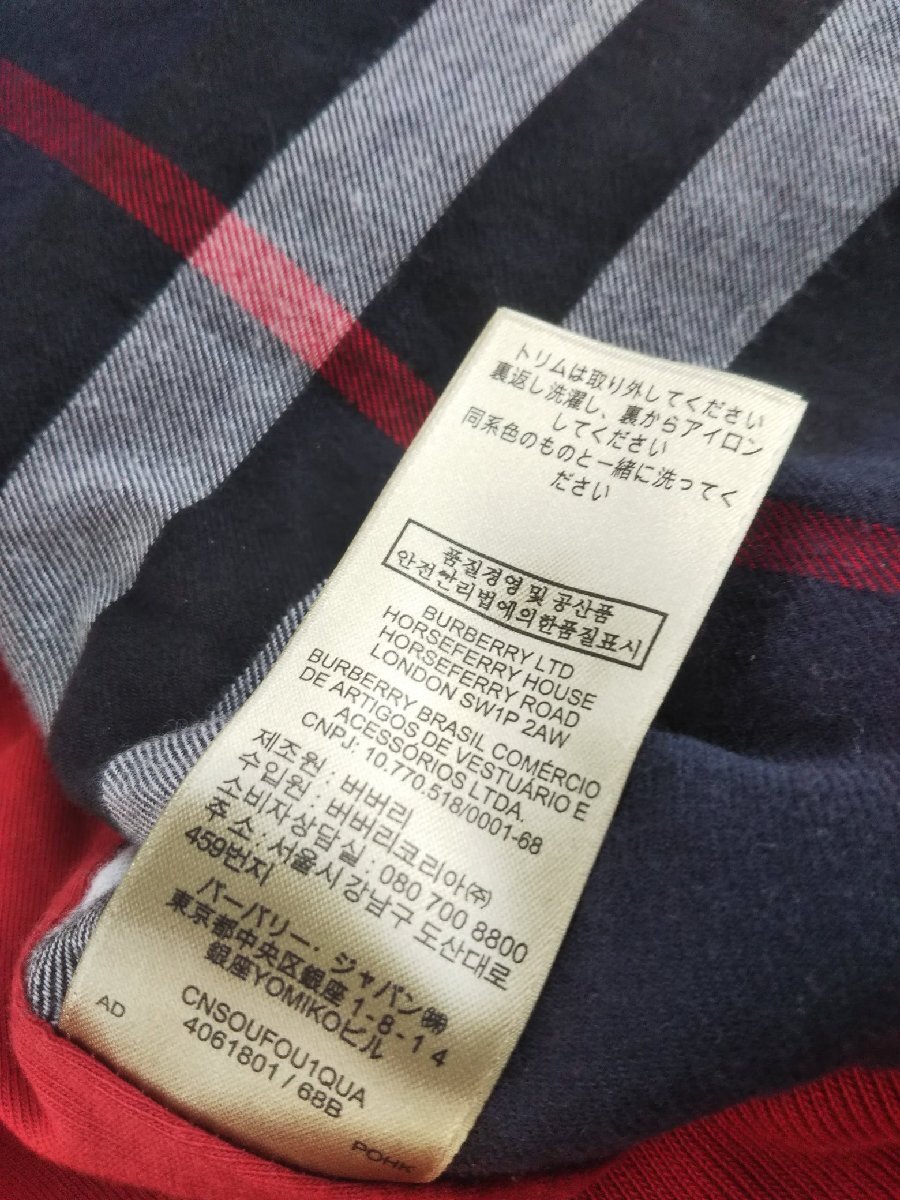 トリムは取り外してください
裏返し洗濯し、裏からアイロン
してください
同系色のものと一緒に洗ってく
ださい
품질경영 및 공산품
안전관리법에의한품질표시
BURBERRY LTD
HORSEFERRY HOUSE
HORSEFERRY ROAD
LONDON SW1P 2AW
BURBERRY BRASIL COMÉRCIO
DE ARTIGOS DE VESTUÁRIO E
ACESSÓRIOS LTDA.
CNPJ: 10.770.518/0001-68
제조원 : 버버리
수입원 : 버버리코리아㈜
소비자상담실 : 080 700 8800
주소 : 서울시 강남구 도산대로
459번지
バーバリー・ジャパン㈱
東京都中央区銀座 1-8-14
銀座YOMIKOビル
CNSOUFOU1QUA
4061801 / 68B
AD
POHK